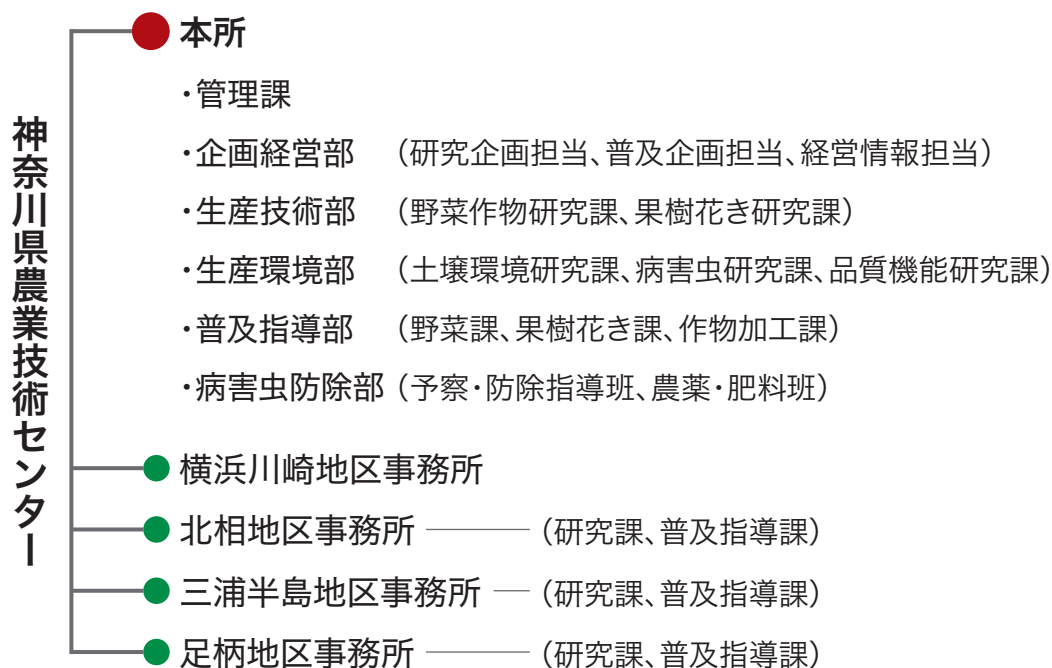 神奈川県農業技術センター
本所
・管理課
・企画経営部 （研究企画担当、普及企画担当、経営情報担当）
・生産技術部 （野菜作物研究課、果樹花き研究課）
・生産環境部 （土壌環境研究課、病害虫研究課、品質機能研究課）
・普及指導部 （野菜課、果樹花き課、作物加工課）
・病害虫防除部（予察・防除指導班、農薬・肥料班）
横浜川崎地区事務所
北相地区事務所 （研究課、普及指導課）
三浦半島地区事務所 （研究課、普及指導課）
足柄地区事務所 （研究課、普及指導課）